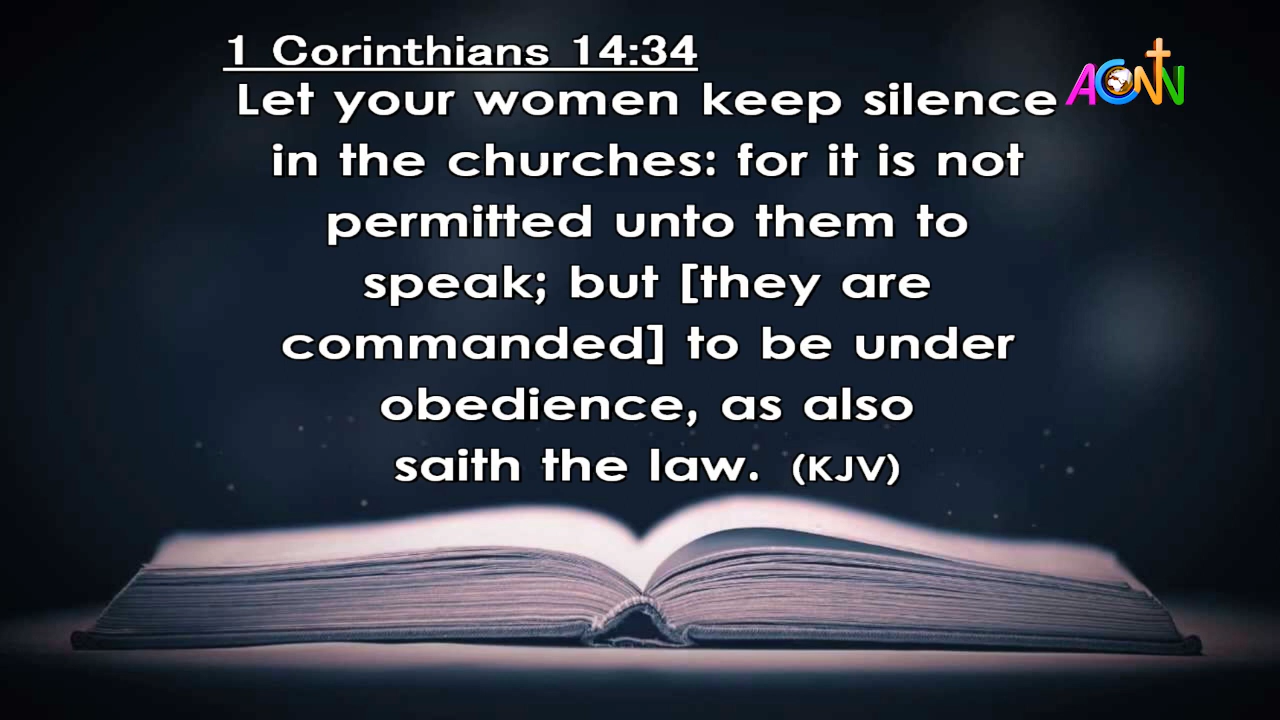 1 Corinthians 14:34
ACNN
Let your women keep silence
in the churches: for it is not
permitted unto them to
speak; but [they are
commanded] to be under
obedience, as also
saith the law. (KJV)